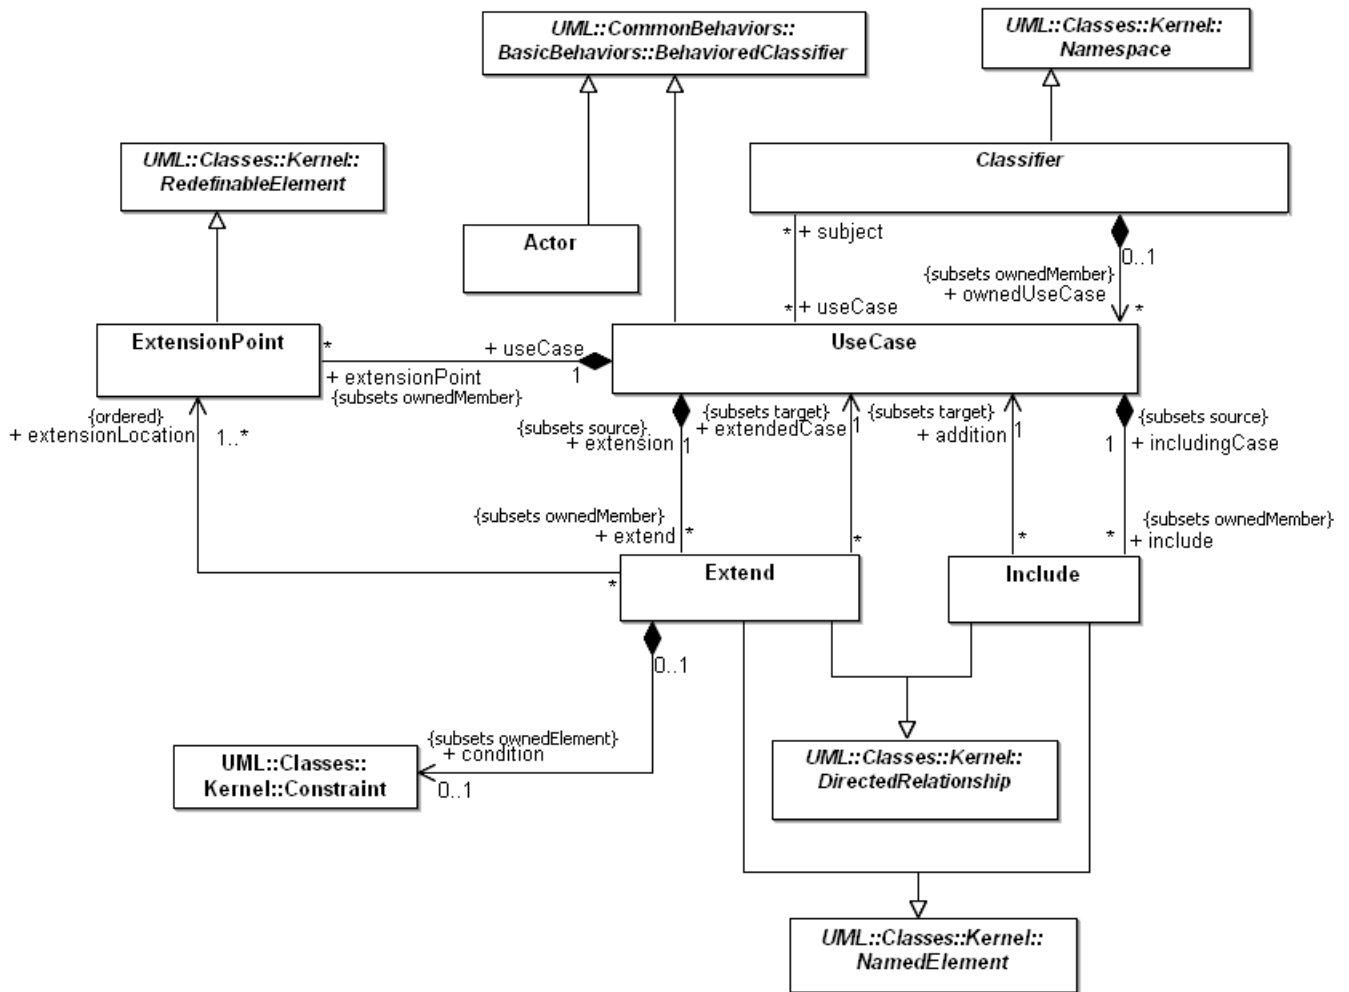 UML::CommonBehaviors::
BasicBehaviors::BehavioredClassifier
UML::Classes::Kernel::
Namespace
UML::Classes::Kernel::
RedefinableElement
Classifier
Actor
* + subject
0..1
{subsets ownedMember}
+ ownedUseCase
* + useCase
*
ExtensionPoint
*
+ useCase
1
+ extensionPoint
{subsets ownedMember}
UseCase
{ordered}
+ extensionLocation
1..*
{subsets source}
+ extension
1
{subsets target}
+ extendedCase
1
{subsets target}
+ addition
1
{subsets source}
1 + includingCase
{subsets ownedMember}
+ extend
*
*
*
{subsets ownedMember}
* + include
Extend
*
Include
0..1
{subsets ownedElement}
+ condition
0..1
UML::Classes::
Kernel::Constraint
UML::Classes::Kernel::
DirectedRelationship
UML::Classes::Kernel::
NamedElement